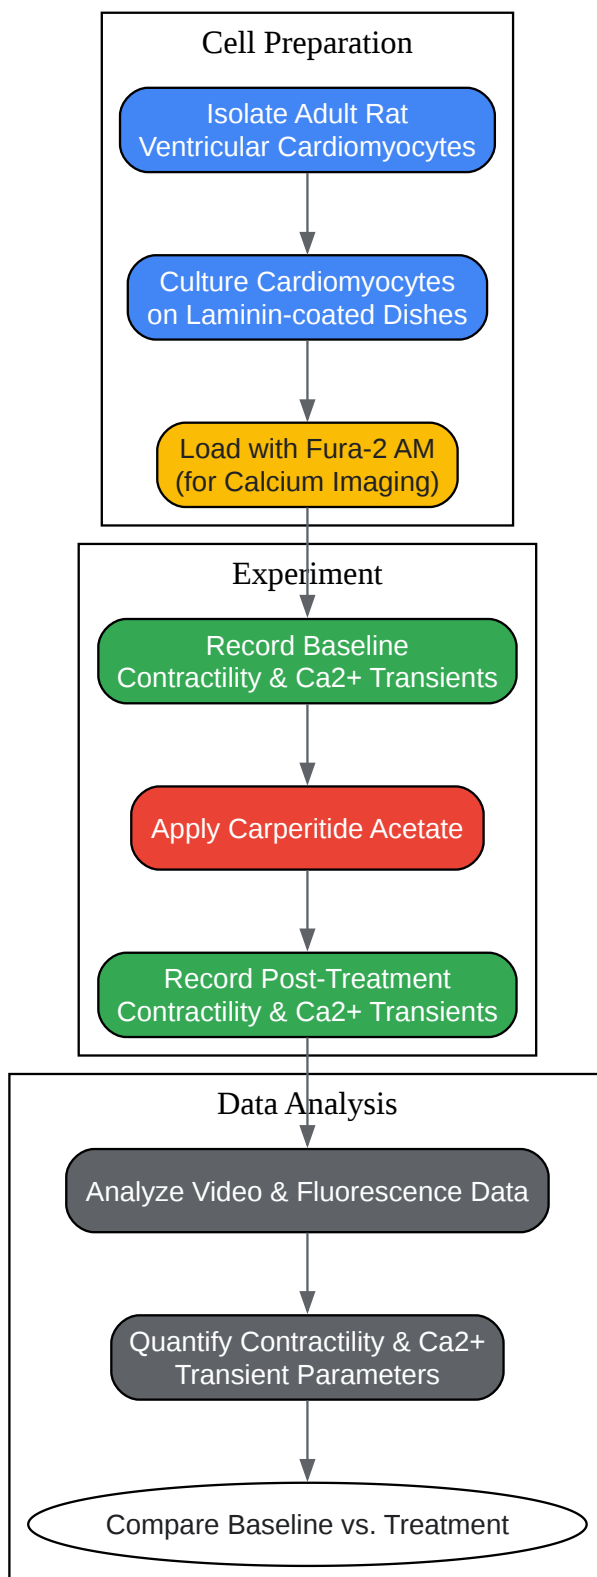 Cell Preparation
Isolate Adult Rat
Ventricular Cardiomyocytes
Culture Cardiomyocytes
on Laminin-coated Dishes
Load with Fura-2 AM
(for Calcium Imaging)
Experiment
Record Baseline
Contractility & Ca2+ Transients
Apply Carperitide Acetate
Record Post-Treatment
Contractility & Ca2+ Transients
Data Analysis
Analyze Video & Fluorescence Data
Quantify Contractility & Ca2+
Transient Parameters
Compare Baseline vs. Treatment